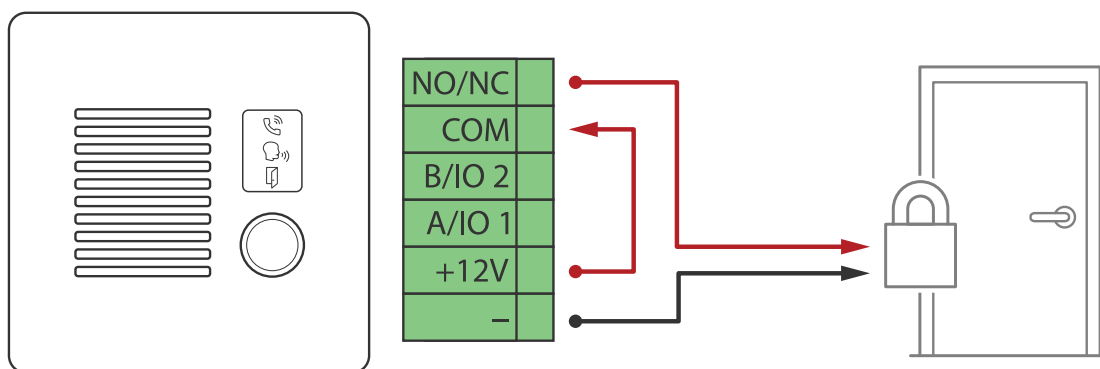 NO/NC
COM
B/IO 2
A/IO 1
+12V
–